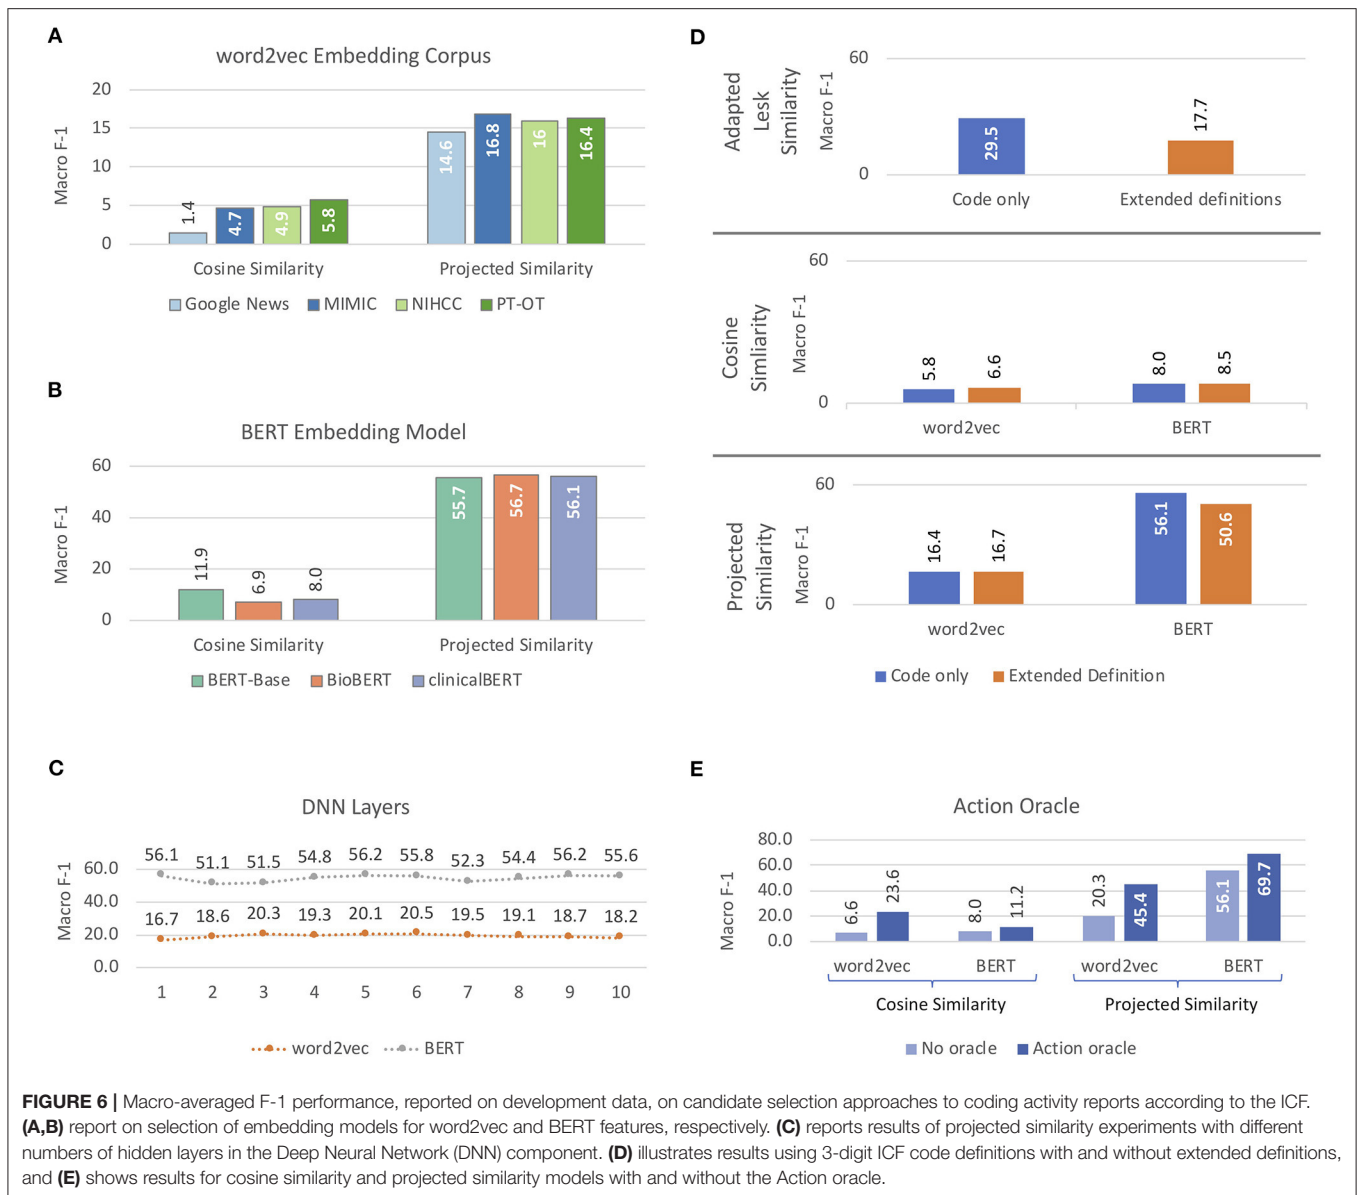 A
word2vec Embedding Corpus
Macro F-1
20
15
10
5
0
1.4
4.7
4.9
5.8
14.6
16.8
16
16.4
Cosine Similarity
Projected Similarity
Google News
MIMIC
NIHCC
PT-OT
B
BERT Embedding Model
Macro F-1
60
40
20
0
11.9
6.9
8.0
55.7
56.7
56.1
Cosine Similarity
Projected Similarity
BERT-Base
BioBERT
clinicalBERT
C
DNN Layers
Macro F-1
60.0
40.0
20.0
0.0
56.1 51.1 51.5 54.8 56.2 55.8 52.3 54.4 56.2 55.6
16.7 18.6 20.3 19.3 20.1 20.5 19.5 19.1 18.7 18.2
1 2 3 4 5 6 7 8 9 10
word2vec
BERT
D
Adapted
Lesk
Similarity
Macro F-1
60
0
29.5
17.7
Code only
Extended definitions
Cosine
Simliarity
Macro F-1
60
0
5.8
6.6
8.0
8.5
word2vec
BERT
Projected
Similarity
Macro F-1
60
0
16.4
16.7
56.1
50.6
word2vec
BERT
Code only
Extended Definition
E
Action Oracle
Macro F-1
80.0
60.0
40.0
20.0
0.0
6.6
23.6
8.0
11.2
20.3
45.4
56.1
69.7
word2vec
BERT
word2vec
BERT
Cosine Similarity
Projected Similarity
No oracle
Action oracle
FIGURE 6 | Macro-averaged F-1 performance, reported on development data, on candidate selection approaches to coding activity reports according to the ICF.
(A,B) report on selection of embedding models for word2vec and BERT features, respectively. (C) reports results of projected similarity experiments with different
numbers of hidden layers in the Deep Neural Network (DNN) component. (D) illustrates results using 3-digit ICF code definitions with and without extended definitions,
and (E) shows results for cosine similarity and projected similarity models with and without the Action oracle.